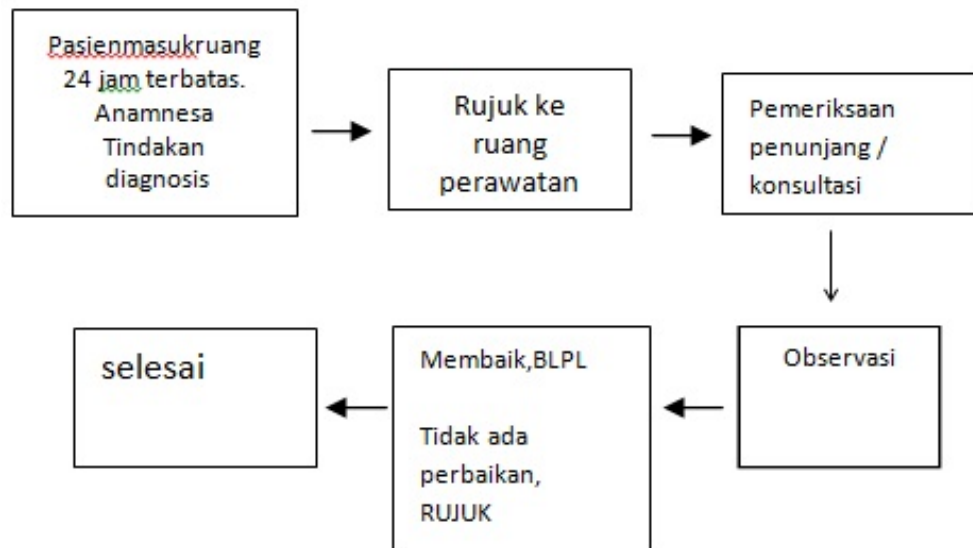 Pasienmasukruang
24 jam terbatas.
Anamnesa
Tindakan
diagnosis
Rujuk ke
ruang
perawatan
Pemeriksaan
penunjang /
konsultasi
Observasi
Membaik,BLPL
Tidak ada
perbaikan,
RUJUK
selesai